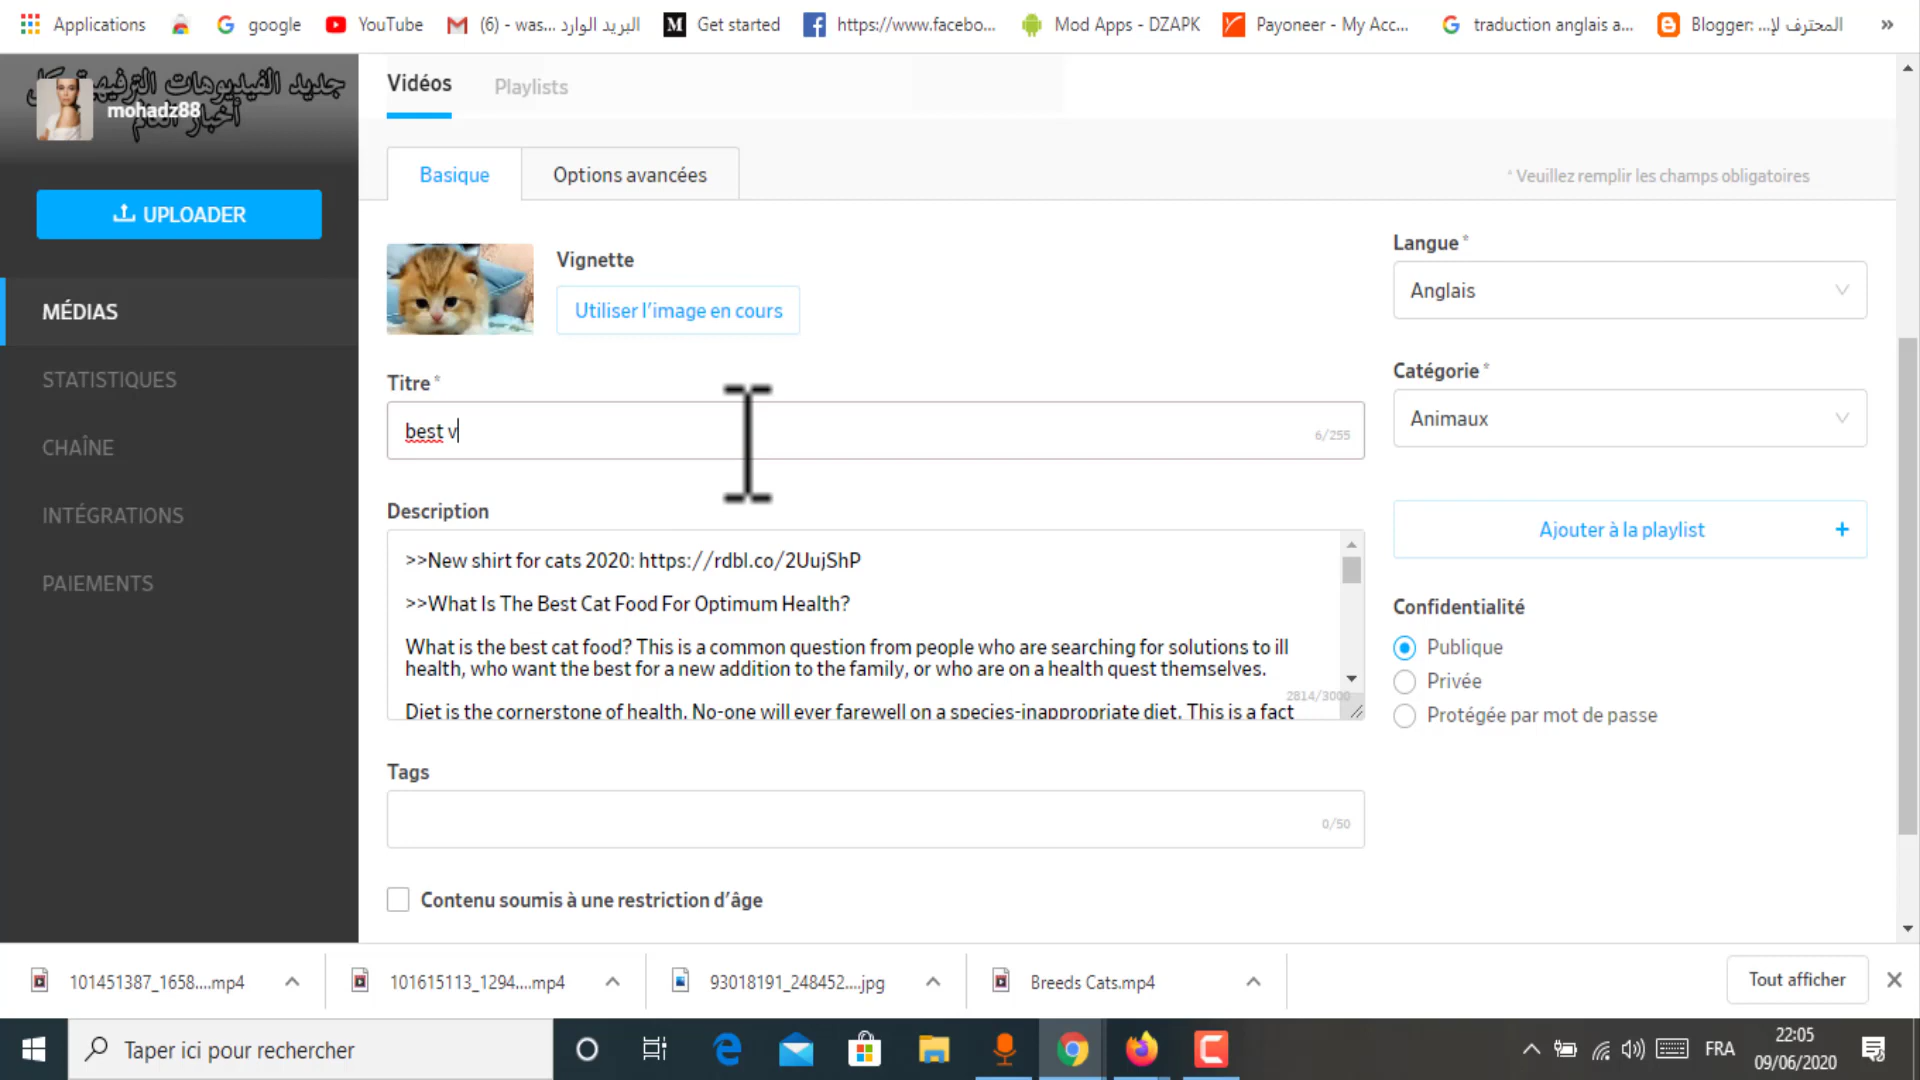 Applications
google
YouTube
(6) - was... البريد الوارد
Get started
https://www.facebo...
Mod Apps - DZAPK
Payoneer - My Acc...
traduction anglais a...
Blogger: ...المحترف لإ
»
جديد الفيديوهات الترفيهية
mohadz88
UPLOADER
MÉDIAS
STATISTIQUES
CHAÎNE
INTÉGRATIONS
PAIEMENTS
Vidéos
Playlists
Basique
Options avancées
* Veuillez remplir les champs obligatoires
Vignette
Utiliser l'image en cours
Titre *
best v
6/255
Description
>>New shirt for cats 2020: https://rdbl.co/2UujShP
>>What Is The Best Cat Food For Optimum Health?
What is the best cat food? This is a common question from people who are searching for solutions to ill
health, who want the best for a new addition to the family, or who are on a health quest themselves.
2814/3000
Diet is the cornerstone of health. No-one will ever farewell on a species-inappropriate diet. This is a fact
Tags
0/50
Contenu soumis à une restriction d'âge
Langue *
Anglais
Catégorie *
Animaux
Ajouter à la playlist +
Confidentialité
Publique
Privée
Protégée par mot de passe
101451387_1658....mp4
101615113_1294....mp4
93018191_248452....jpg
Breeds Cats.mp4
Tout afficher
Taper ici pour rechercher
FRA
22:05
09/06/2020